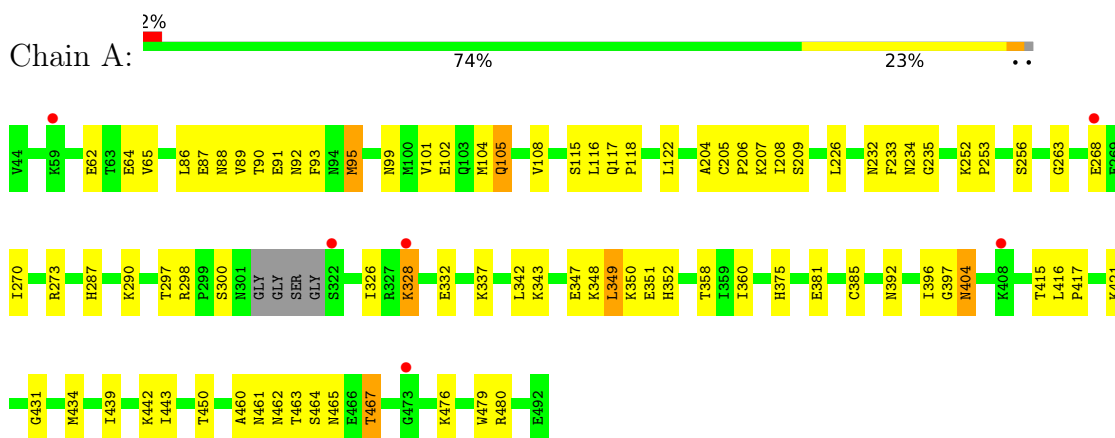 2%
Chain A:
74% 23% • •
V44 K59 E62 T63 E64 V65 L86 E87 N88 V89 T90 E91 N92 F93 N94 M95 N99 M100 V101 E102 Q103 M104 Q105 V108 S115 L116 Q117 P118 L122 A204 C205 P206 K207 I208 S209 L226 N232 F233 N234 G235 K252 P253 S256 G263 E268
I270 R273 H287 K290 T297 R298 P299 S300 N301 GLY GLY SER GLY S322 I326 R327 K328 E332 K337 L342 K343 E347 K348 L349 K350 E351 H352 T358 I359 I360 H375 E381 C385 N392 I396 G397 N404 K408 T415 L416 P417
G431 M434 I439 K442 I443 T450 A460 N461 N462 T463 S464 N465 E466 T467 G473 K476 W479 R480 E492